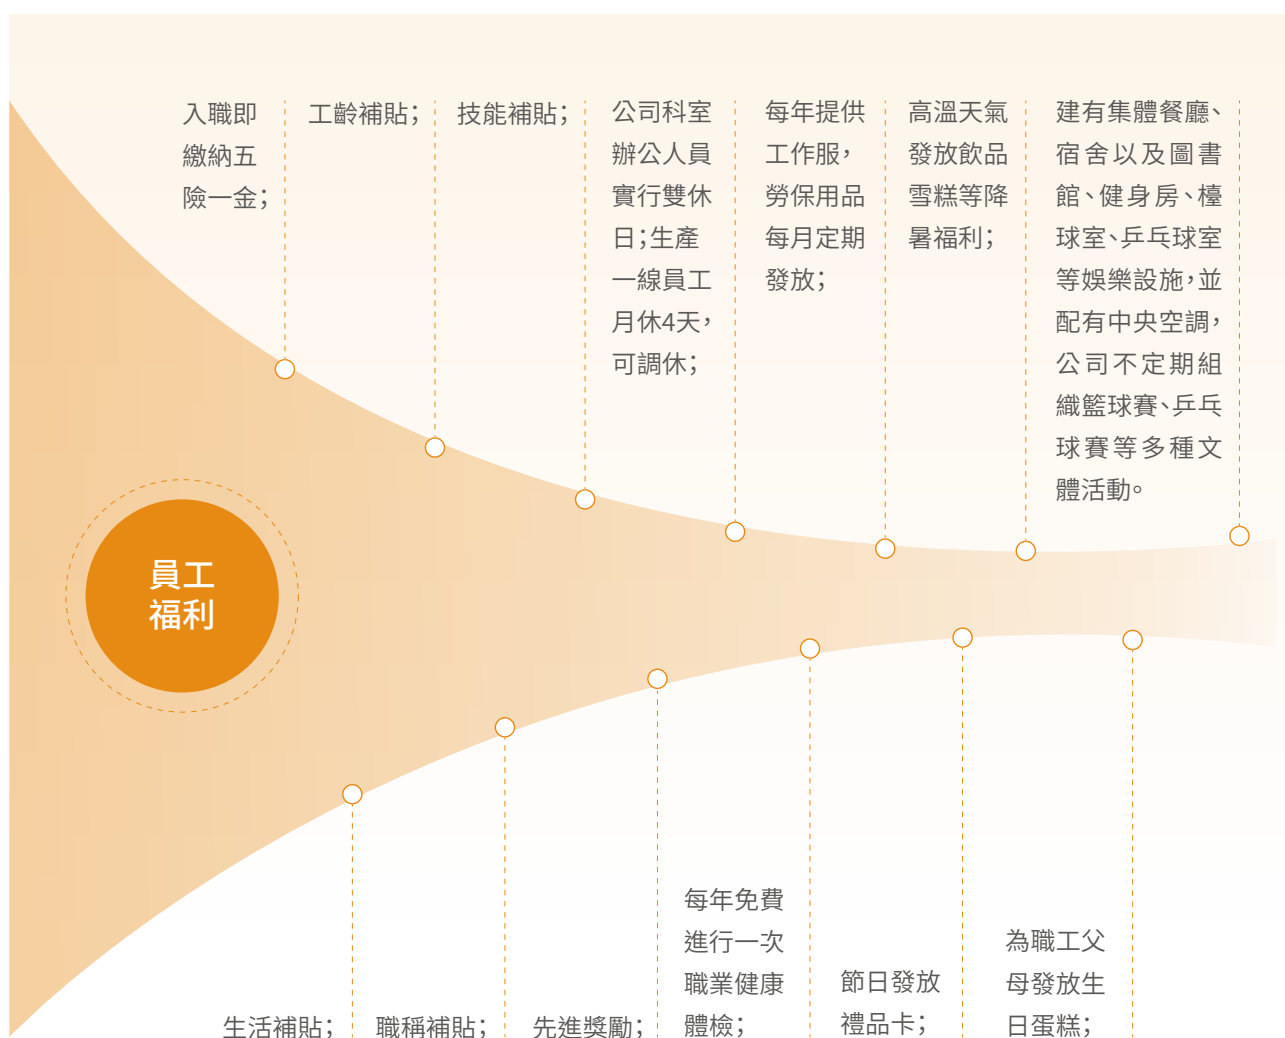 入職即
繳納五
險一金；
工齡補貼；
技能補貼；
公司科室
辦公人員
實行雙休
日；生產
一線員工
月休4天，
可調休；
每年提供
工作服，
勞保用品
每月定期
發放；
高溫天氣
發放飲品
雪糕等降
暑福利；
建有集體餐廳、
宿舍以及圖書
館、健身房、檯
球室、乒乓球室
等娛樂設施，並
配有中央空調，
公司不定期組
織籃球賽、乒乓
球賽等多種文
體活動。
員工
福利
生活補貼；
職稱補貼；
先進獎勵；
每年免費
進行一次
職業健康
體檢；
節日發放
禮品卡；
為職工父
母發放生
日蛋糕；